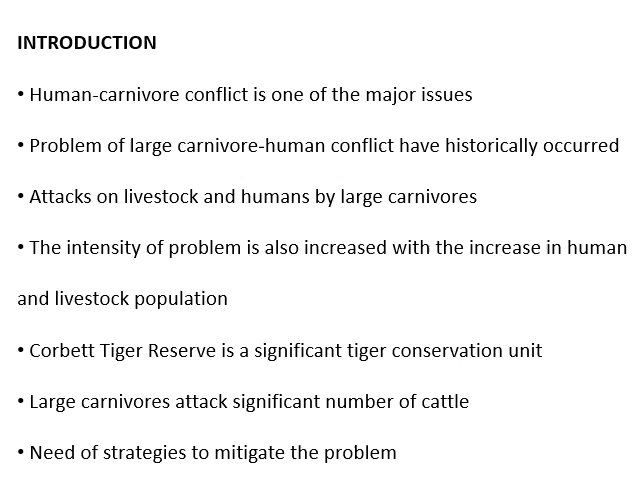 INTRODUCTION
• Human-carnivore conflict is one of the major issues
• Problem of large carnivore-human conflict have historically occurred
• Attacks on livestock and humans by large carnivores
• The intensity of problem is also increased with the increase in human
and livestock population
• Corbett Tiger Reserve is a significant tiger conservation unit
• Large carnivores attack significant number of cattle
• Need of strategies to mitigate the problem